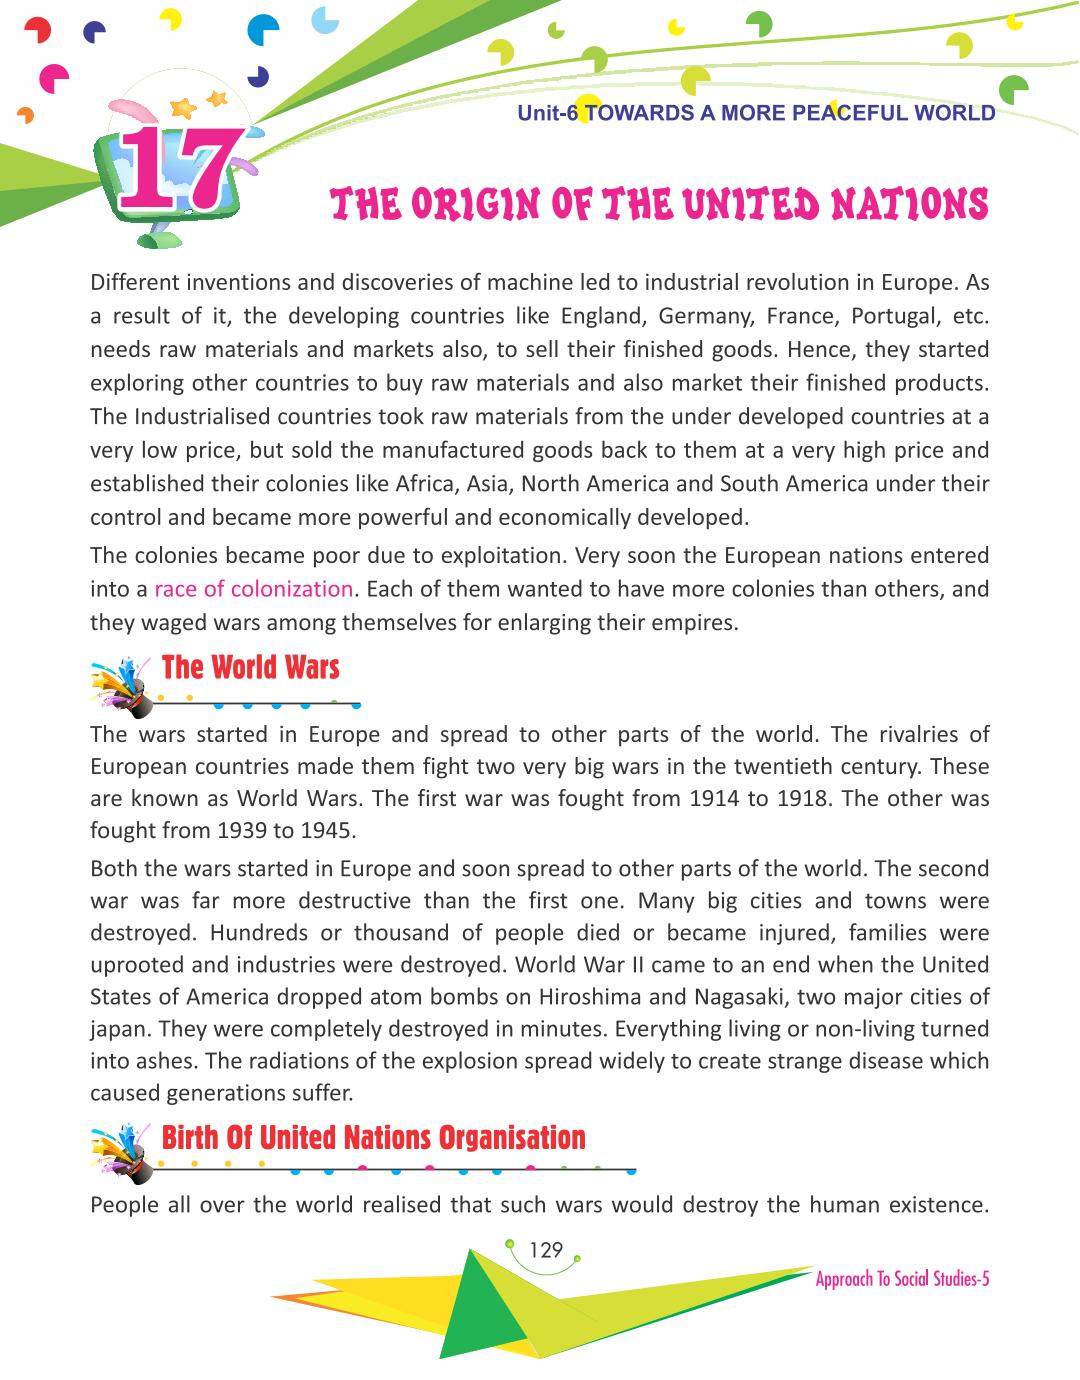 Unit-6 TOWARDS A MORE PEACEFUL WORLD
17
THE ORIGIN OF THE UNITED NATIONS
Different inventions and discoveries of machine led to industrial revolution in Europe. As
a result of it, the developing countries like England, Germany, France, Portugal, etc.
needs raw materials and markets also, to sell their finished goods. Hence, they started
exploring other countries to buy raw materials and also market their finished products.
The Industrialised countries took raw materials from the under developed countries at a
very low price, but sold the manufactured goods back to them at a very high price and
established their colonies like Africa, Asia, North America and South America under their
control and became more powerful and economically developed.
The colonies became poor due to exploitation. Very soon the European nations entered
into a race of colonization. Each of them wanted to have more colonies than others, and
they waged wars among themselves for enlarging their empires.
The World Wars
The wars started in Europe and spread to other parts of the world. The rivalries of
European countries made them fight two very big wars in the twentieth century. These
are known as World Wars. The first war was fought from 1914 to 1918. The other was
fought from 1939 to 1945.
Both the wars started in Europe and soon spread to other parts of the world. The second
war was far more destructive than the first one. Many big cities and towns were
destroyed. Hundreds or thousand of people died or became injured, families were
uprooted and industries were destroyed. World War II came to an end when the United
States of America dropped atom bombs on Hiroshima and Nagasaki, two major cities of
japan. They were completely destroyed in minutes. Everything living or non-living turned
into ashes. The radiations of the explosion spread widely to create strange disease which
caused generations suffer.
Birth Of United Nations Organisation
People all over the world realised that such wars would destroy the human existence.
129
Approach To Social Studies-5